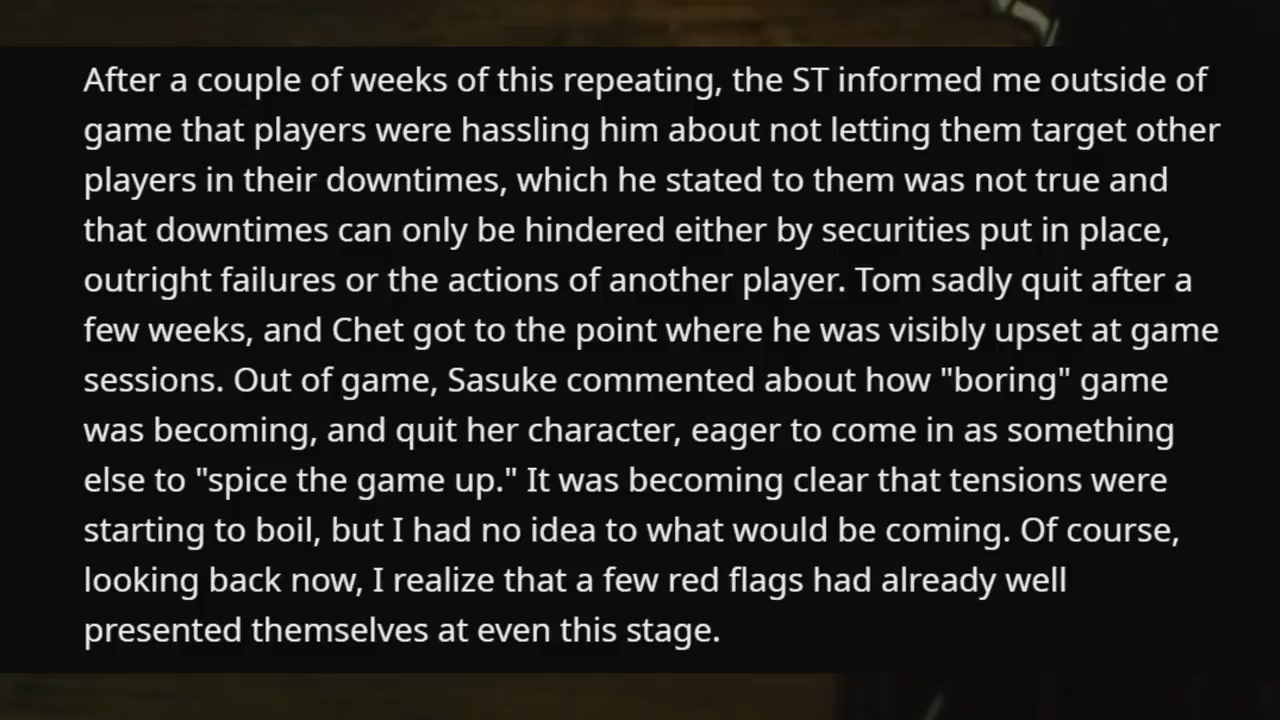 After a couple of weeks of this repeating, the ST informed me outside of
game that players were hassling him about not letting them target other
players in their downtimes, which he stated to them was not true and
that downtimes can only be hindered either by securities put in place,
outright failures or the actions of another player. Tom sadly quit after a
few weeks, and Chet got to the point where he was visibly upset at game
sessions. Out of game, Sasuke commented about how "boring" game
was becoming, and quit her character, eager to come in as something
else to "spice the game up." It was becoming clear that tensions were
starting to boil, but I had no idea to what would be coming. Of course,
looking back now, I realize that a few red flags had already well
presented themselves at even this stage.